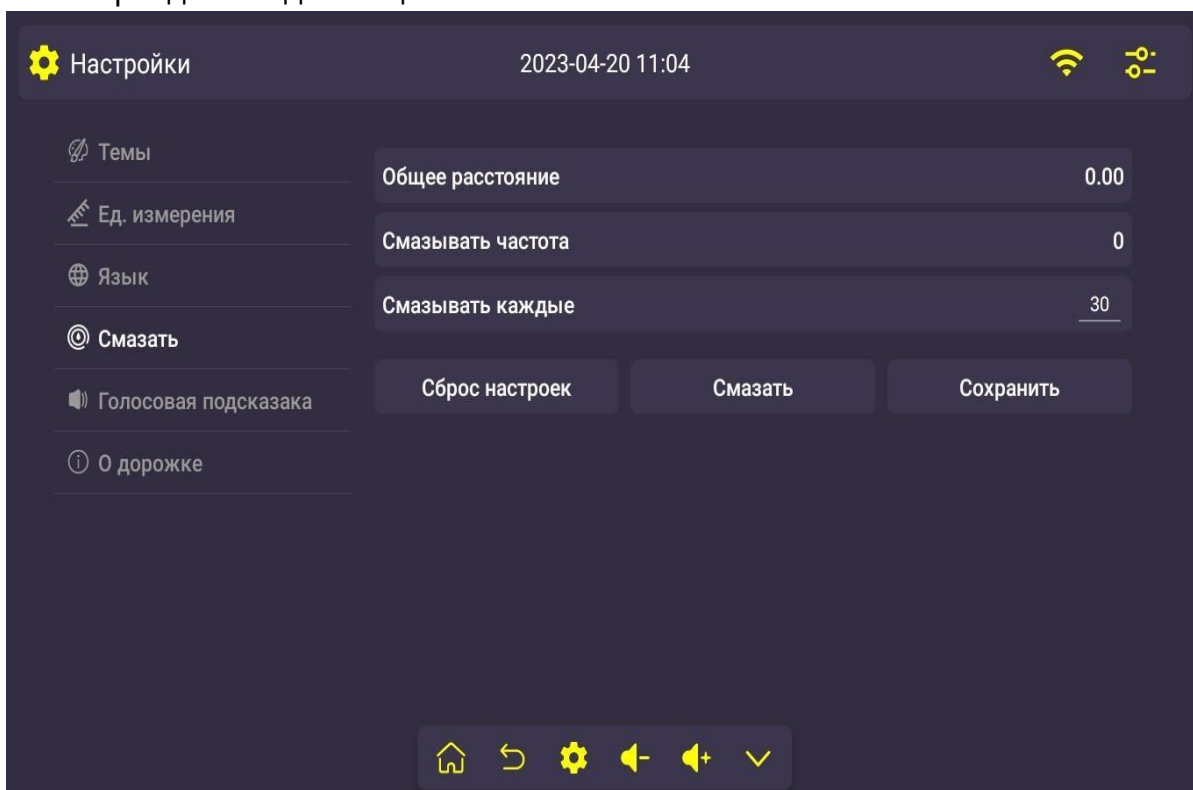 Настройки 2023-04-20 11:04
Темы
Ед. измерения
Язык
Смазать
Голосовая подсказака
О дорожке
Общее расстояние 0.00
Смазывать частота 0
Смазывать каждые 30
Сброс настроек Смазать Сохранить